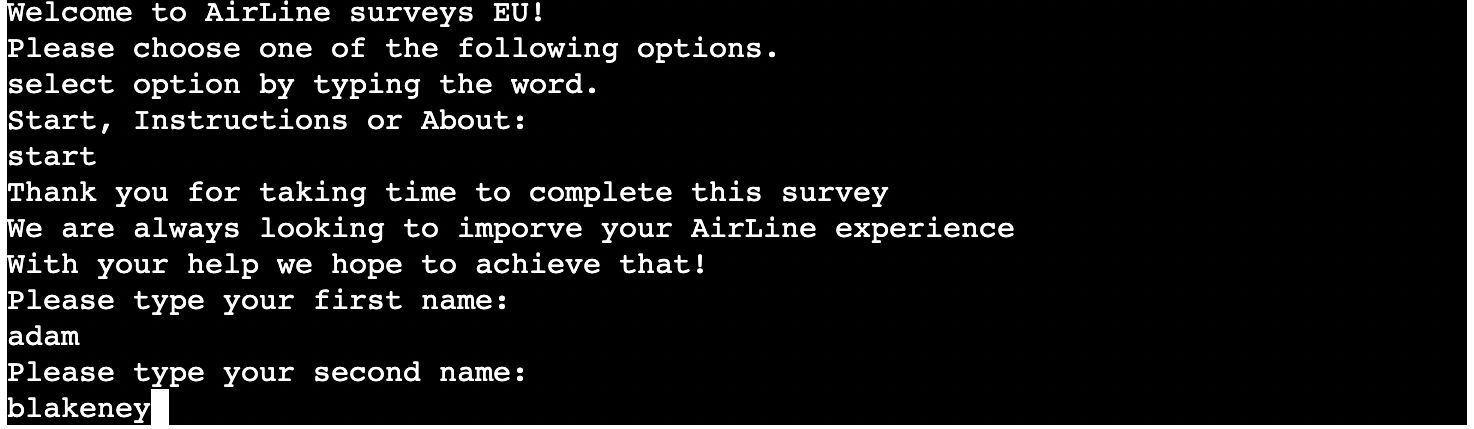 Welcome to AirLine surveys EU!
Please choose one of the following options.
select option by typing the word.
Start, Instructions or About:
start
Thank you for taking time to complete this survey
We are always looking to imporve your AirLine experience
With your help we hope to achieve that!
Please type your first name:
adam
Please type your second name:
blakeney